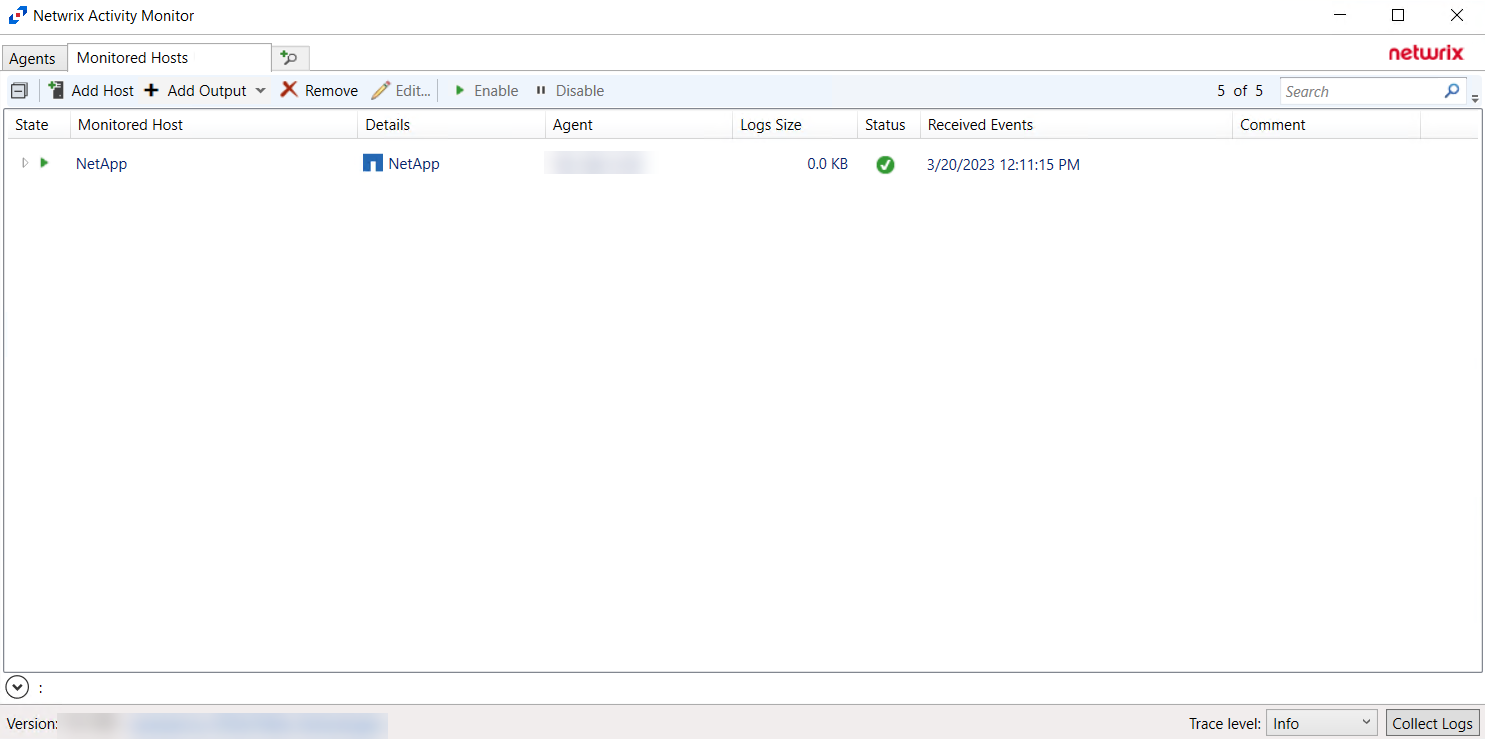 Netwrix Activity Monitor
Agents Monitored Hosts netwrix
Add Host Add Output Remove Edit... Enable Disable 5 of 5 Search
State Monitored Host Details Agent Logs Size Status Received Events Comment
NetApp NetApp 0.0 KB 3/20/2023 12:11:15 PM
:
Version: Trace level: Info Collect Logs